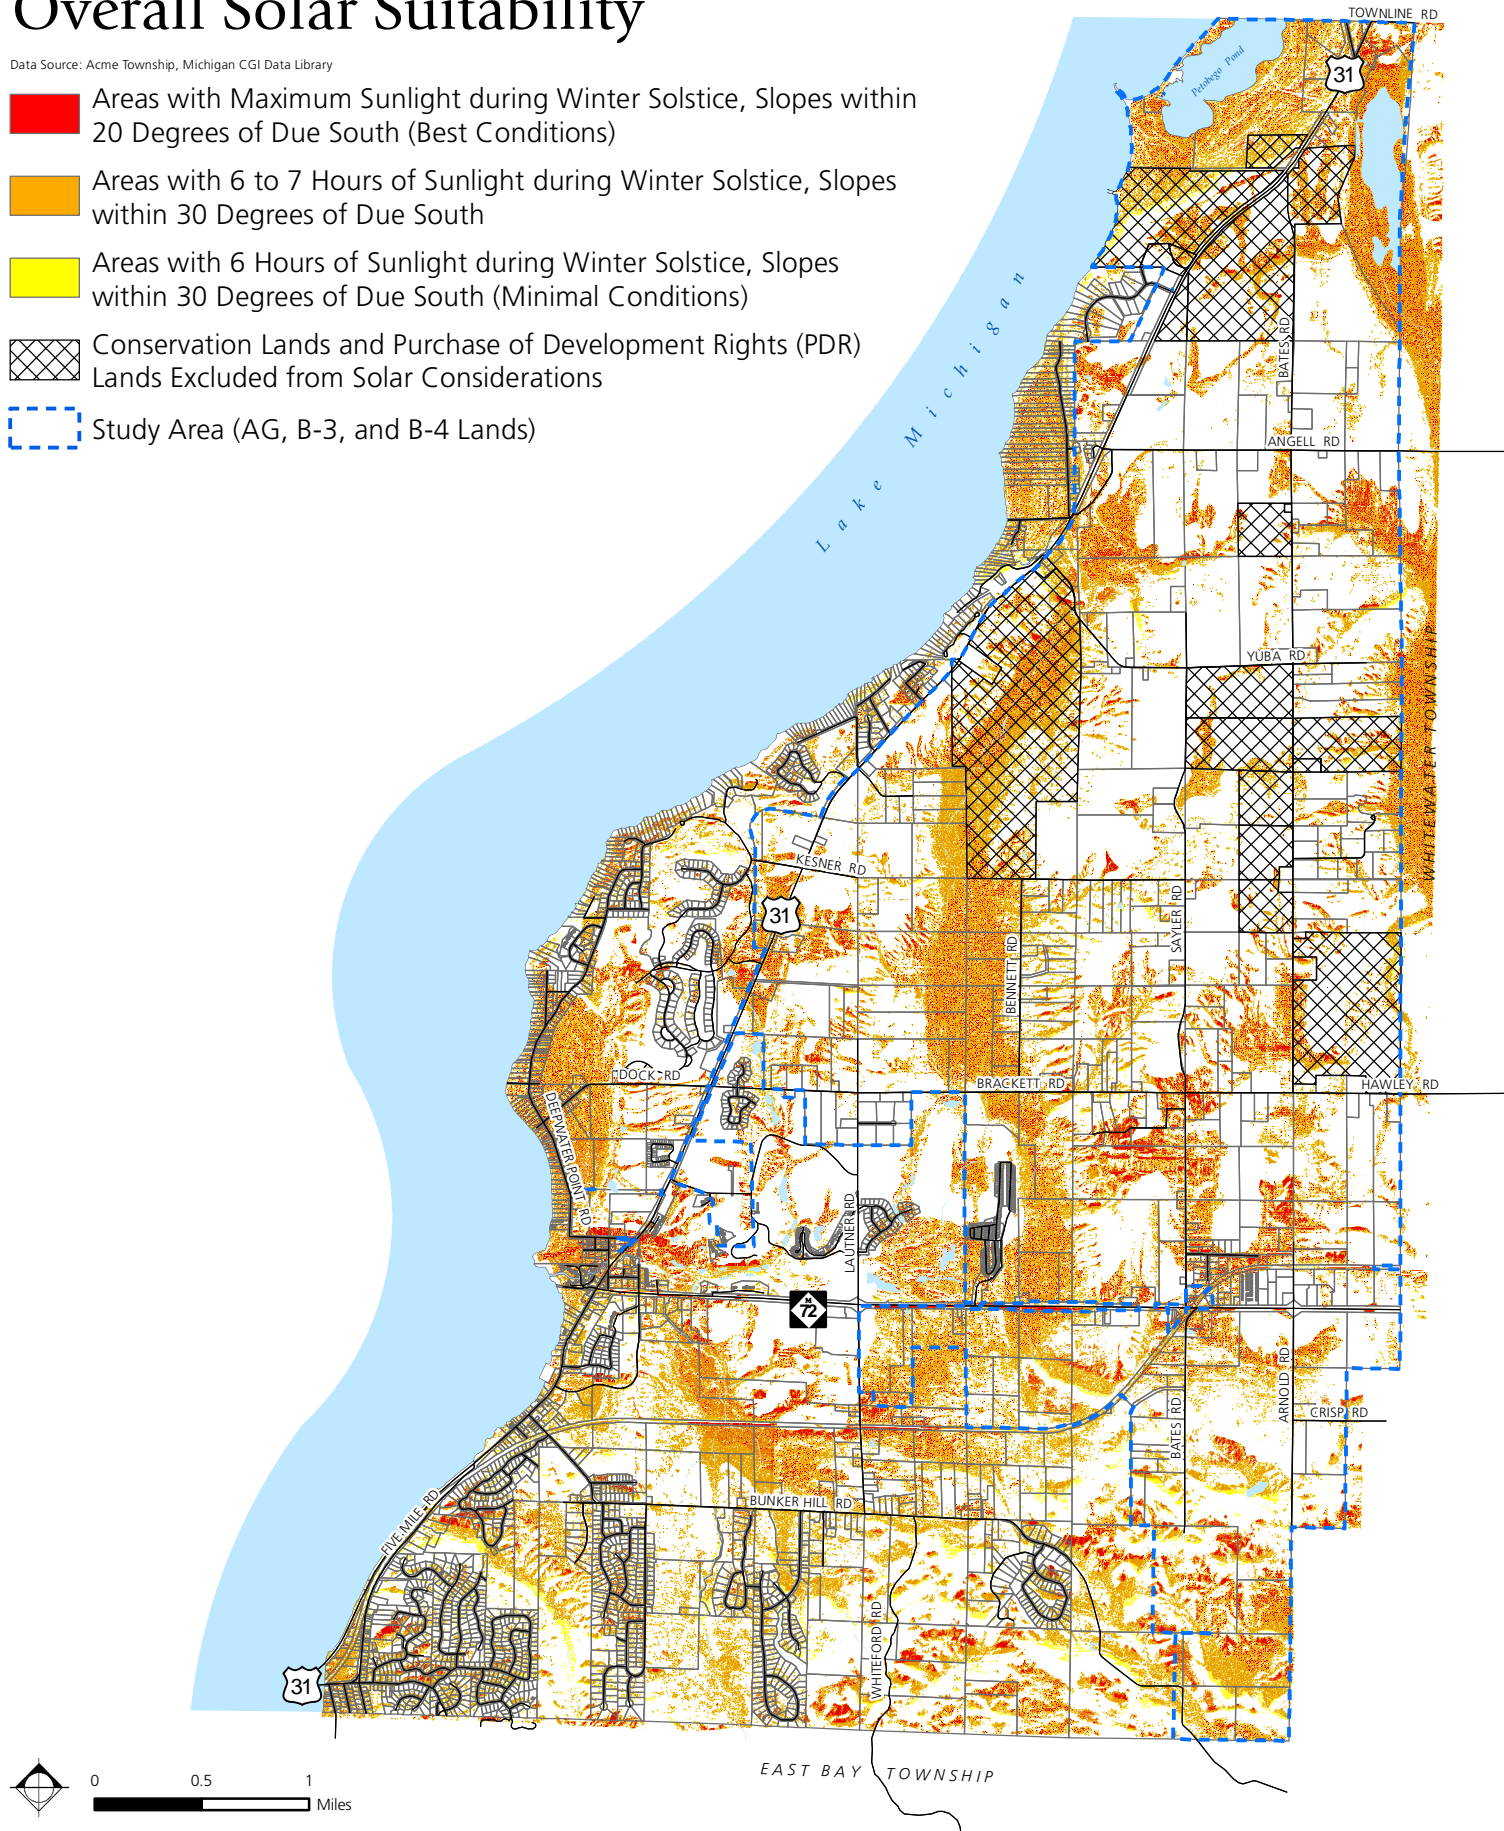 Overall Solar Suitability
Data Source: Acme Township, Michigan CGI Data Library
Areas with Maximum Sunlight during Winter Solstice, Slopes within
20 Degrees of Due South (Best Conditions)
Areas with 6 to 7 Hours of Sunlight during Winter Solstice, Slopes
within 30 Degrees of Due South
Areas with 6 Hours of Sunlight during Winter Solstice, Slopes
within 30 Degrees of Due South (Minimal Conditions)
Conservation Lands and Purchase of Development Rights (PDR)
Lands Excluded from Solar Considerations
Study Area (AG, B-3, and B-4 Lands)
TOWNLINE RD
Petobego Pond
31
Lake Michigan
BATES RD
ANGELL RD
YUBA RD
WHITEWATER TOWNSHIP
KESNER RD
31
SAYLER RD
BENNETT RD
DOCK RD
BRACKETT RD
HAWLEY RD
DEEPWATER POINT RD
LAUTNER RD
M
72
ARNOLD RD
BATES RD
CRISP RD
FIVE MILE RD
BUNKER HILL RD
WHITEFORD RD
31
EAST BAY TOWNSHIP
0 0.5 1
Miles